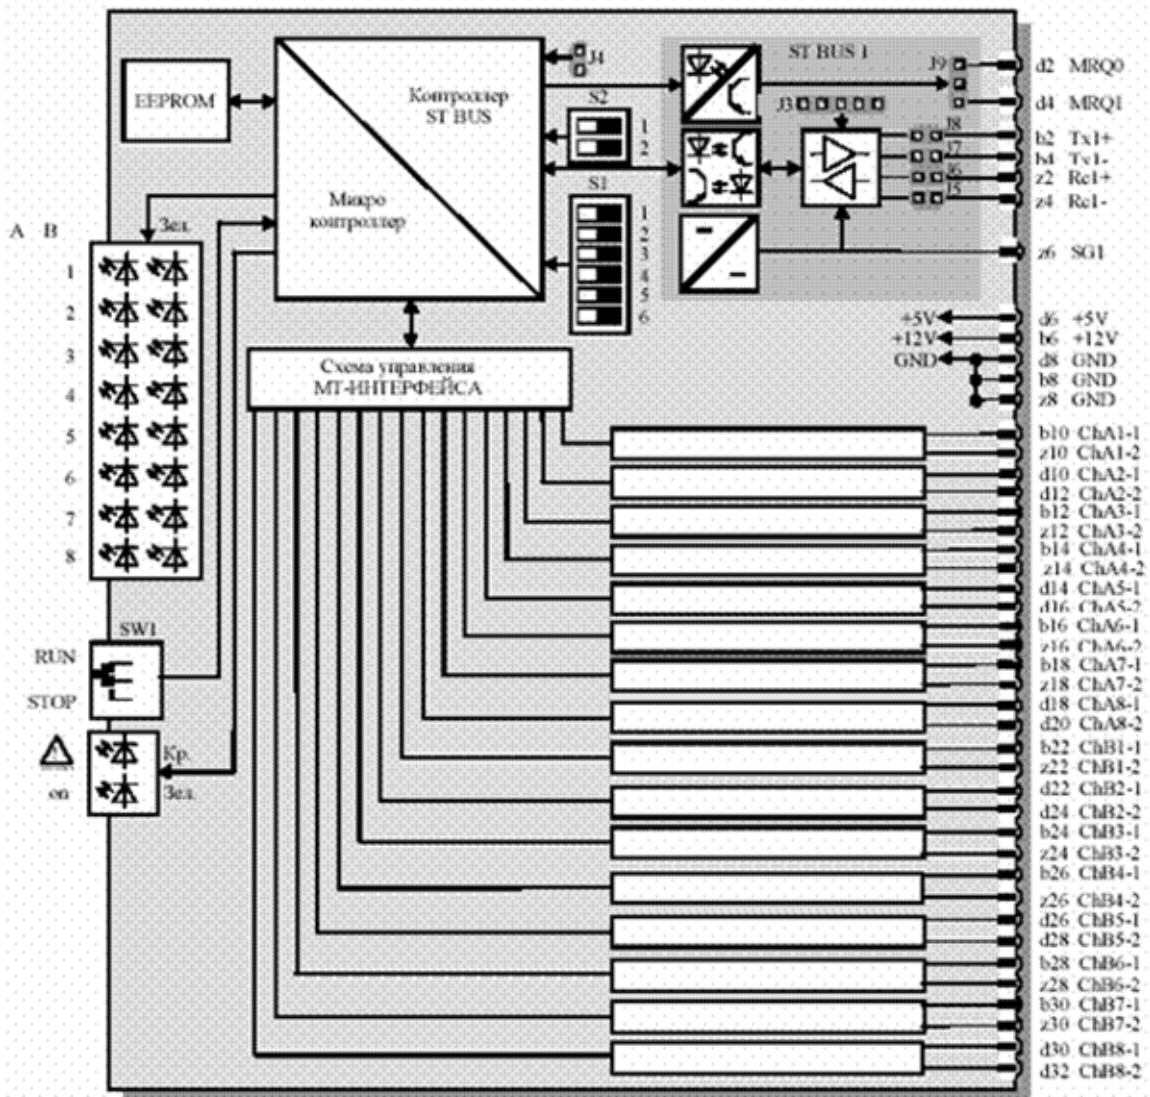 ST BUS 1
J9
d2 MRQ0
J4
EEPROM
Контроллер
ST BUS
S2
1
2
J3
d4 MRQ1
J8
b2 Tx1+
J7
b4 Tx1-
J6
z2 Rc1+
J5
z4 Rc1-
Микро
контроллер
S1
1
2
3
4
5
6
z6 SG1
A B
Зел.
1
2
3
4
5
6
7
8
+5V
d6 +5V
+12V
b6 +12V
GND
d8 GND
b8 GND
z8 GND
Схема управления
МТ-ИНТЕРФЕЙСА
b10 ChA1-1
z10 ChA1-2
d10 ChA2-1
d12 ChA2-2
b12 ChA3-1
z12 ChA3-2
b14 ChA4-1
z14 ChA4-2
d14 ChA5-1
d16 ChA5-2
b16 ChA6-1
z16 ChA6-2
b18 ChA7-1
z18 ChA7-2
d18 ChA8-1
d20 ChA8-2
b22 ChB1-1
z22 ChB1-2
d22 ChB2-1
d24 ChB2-2
b24 ChB3-1
z24 ChB3-2
b26 ChB4-1
z26 ChB4-2
d26 ChB5-1
d28 ChB5-2
b28 ChB6-1
z28 ChB6-2
b30 ChB7-1
z30 ChB7-2
d30 ChB8-1
d32 ChB8-2
SW1
RUN
STOP
Кр.
on
Зел.